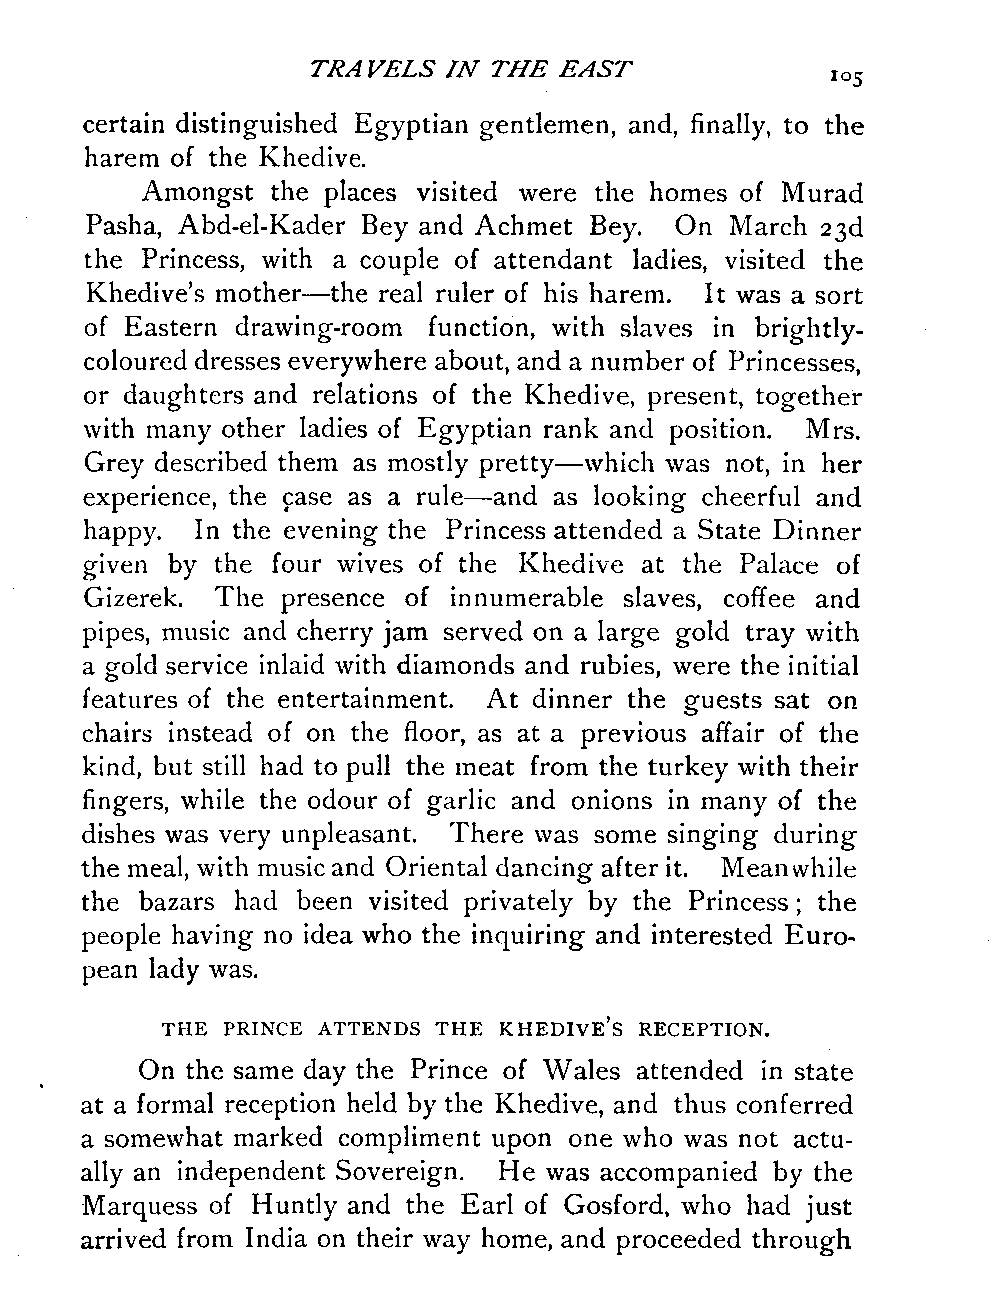 TRAVELS IN THE EAST 105
certain distinguished Egyptian gentlemen, and, finally, to the
harem of the Khedive.
Amongst the places visited were the homes of Murad
Pasha, Abd-el-Kader Bey and Achmet Bey. On March 23d
the Princess, with a couple of attendant ladies, visited the
Khedive's mother—the real ruler of his harem. It was a sort
of Eastern drawing-room function, with slaves in brightly-
coloured dresses everywhere about, and a number of Princesses,
or daughters and relations of the Khedive, present, together
with many other ladies of Egyptian rank and position. Mrs.
Grey described them as mostly pretty—which was not, in her
experience, the case as a rule—and as looking cheerful and
happy. In the evening the Princess attended a State Dinner
given by the four wives of the Khedive at the Palace of
Gizerek. The presence of innumerable slaves, coffee and
pipes, music and cherry jam served on a large gold tray with
a gold service inlaid with diamonds and rubies, were the initial
features of the entertainment. At dinner the guests sat on
chairs instead of on the floor, as at a previous affair of the
kind, but still had to pull the meat from the turkey with their
fingers, while the odour of garlic and onions in many of the
dishes was very unpleasant. There was some singing during
the meal, with music and Oriental dancing after it. Meanwhile
the bazars had been visited privately by the Princess; the
people having no idea who the inquiring and interested Euro-
pean lady was.
THE PRINCE ATTENDS THE KHEDIVE'S RECEPTION.
On the same day the Prince of Wales attended in state
at a formal reception held by the Khedive, and thus conferred
a somewhat marked compliment upon one who was not actu-
ally an independent Sovereign. He was accompanied by the
Marquess of Huntly and the Earl of Gosford, who had just
arrived from India on their way home, and proceeded through